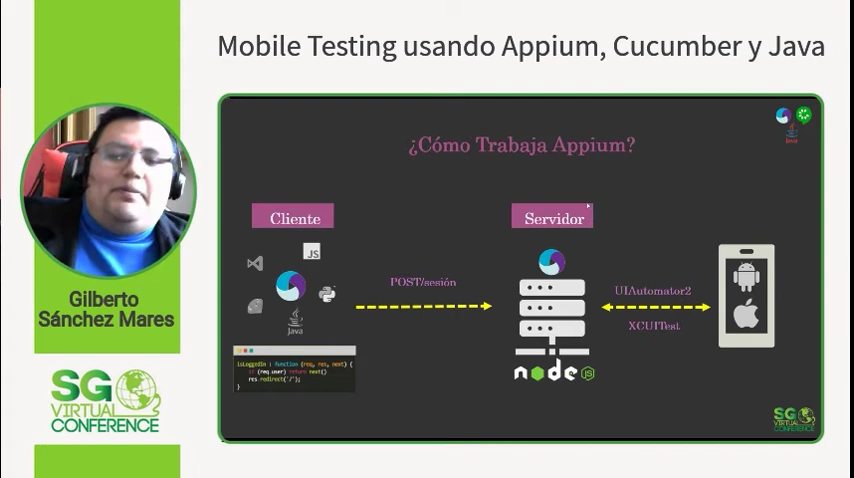 Mobile Testing usando Appium, Cucumber y Java
¿Cómo Trabaja Appium?
Java
Cliente
Servidor
JS
POST/sesión
UIAutomator2
XCUITest
Java
isLoggedIn : function (req, res, next) {
if (req.user) return next()
res.redirect('/');
}
node
JS
Gilberto
Sánchez Mares
SG
VIRTUAL
CONFERENCE
SG
VIRTUAL
CONFERENCE